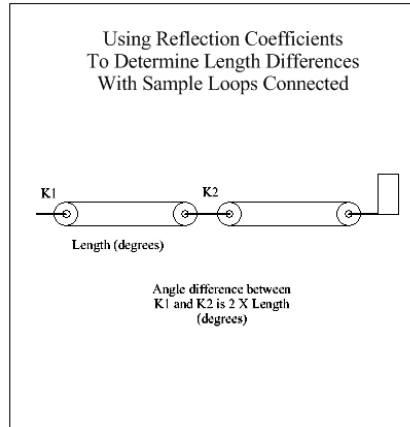 Using Reflection Coefficients
To Determine Length Differences
With Sample Loops Connected
K1
K2
Length (degrees)
Angle difference between
K1 and K2 is 2 X Length
(degrees)